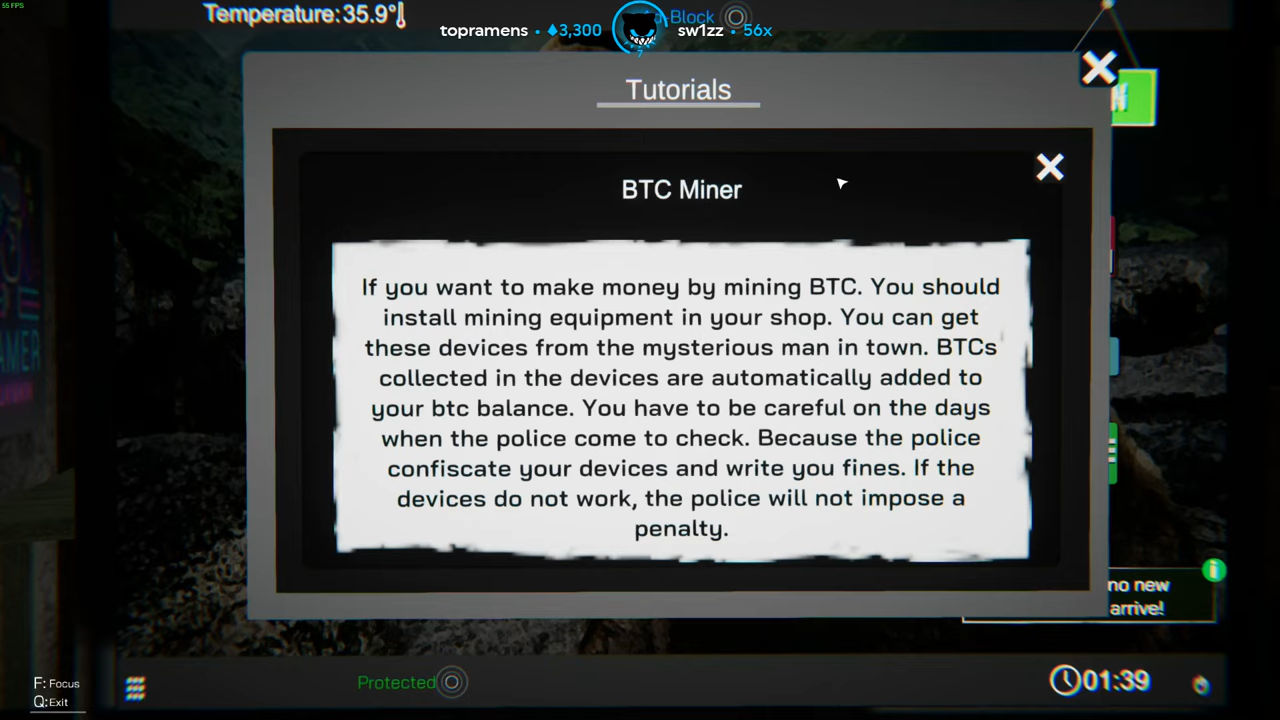 55 FPS
Temperature: 35.9°
Ad-Block
topramens • 3,300
sw1zz • 56x
7
Tutorials
BTC Miner
If you want to make money by mining BTC. You should
install mining equipment in your shop. You can get
these devices from the mysterious man in town. BTCs
collected in the devices are automatically added to
your btc balance. You have to be careful on the days
when the police come to check. Because the police
confiscate your devices and write you fines. If the
devices do not work, the police will not impose a
penalty.
no new
arrive!
Protected
01:39
F: Focus
Q: Exit